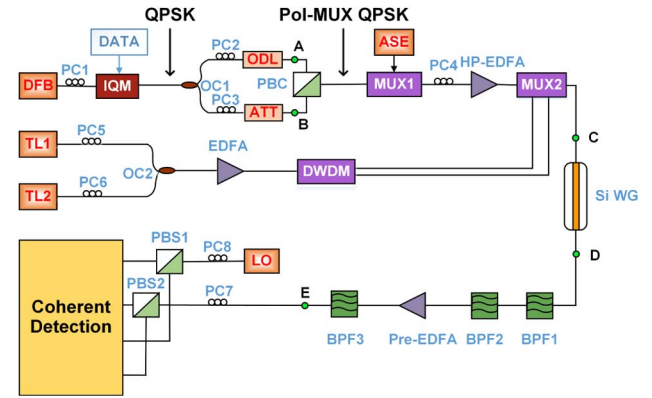 QPSK
Pol-MUX QPSK
DATA
PC2
ODL
A
ASE
PC1
DFB
IQM
OC1
PBC
MUX1
PC4
HP-EDFA
MUX2
PC3
ATT
B
TL1
PC5
OC2
EDFA
DWDM
C
TL2
PC6
Si WG
PBS1
PC8
LO
D
PBS2
PC7
E
Coherent
Detection
BPF3
Pre-EDFA
BPF2
BPF1